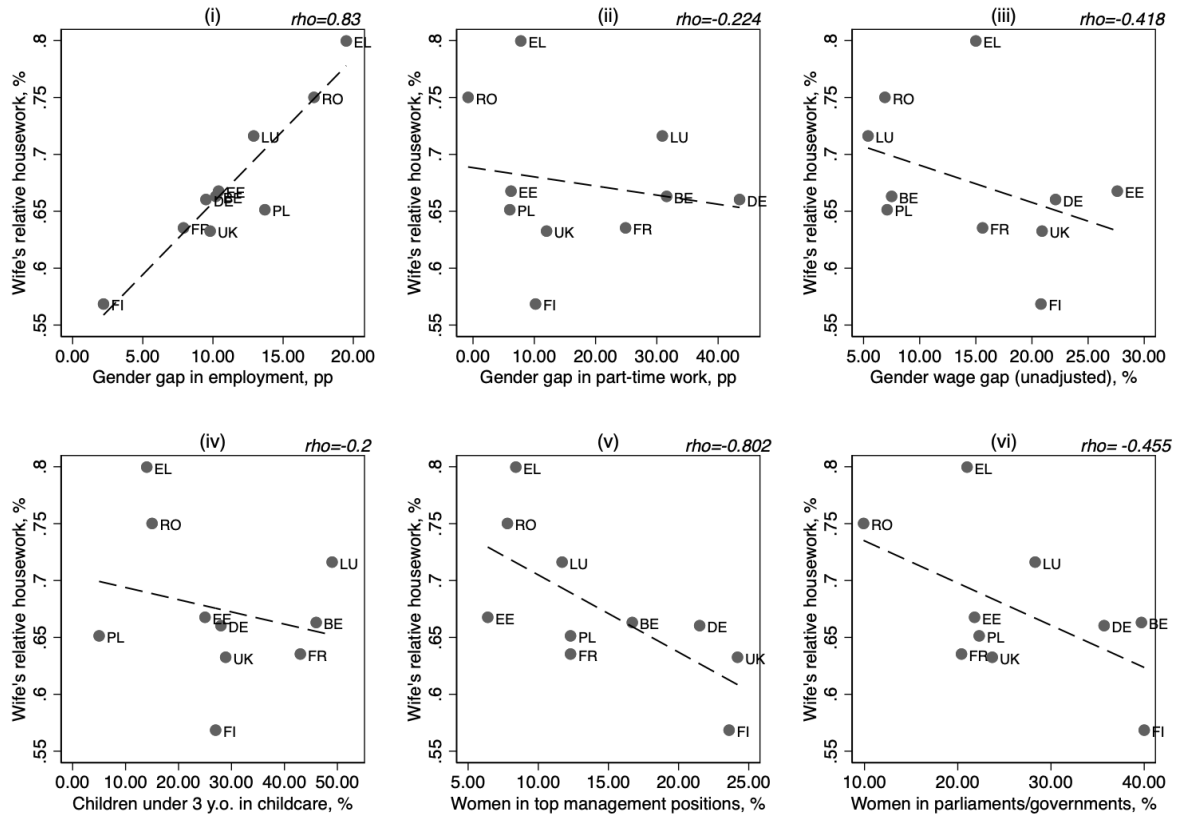 (i)
rho=0.83
Wife's relative housework, %
.8
.75
.7
.65
.6
.55
EL
RO
LU
EE
BE
DE
PL
FR
UK
FI
0.00 5.00 10.00 15.00 20.00
Gender gap in employment, pp
(ii)
rho=-0.224
Wife's relative housework, %
.8
.75
.7
.65
.6
.55
EL
RO
LU
EE
BE
DE
PL
FR
UK
FI
0.00 10.00 20.00 30.00 40.00
Gender gap in part-time work, pp
(iii)
rho=-0.418
Wife's relative housework, %
.8
.75
.7
.65
.6
.55
EL
RO
LU
EE
BE
DE
PL
FR
UK
FI
5.00 10.00 15.00 20.00 25.00 30.00
Gender wage gap (unadjusted), %
(iv)
rho=-0.2
Wife's relative housework, %
.8
.75
.7
.65
.6
.55
EL
RO
LU
EE
DE
BE
PL
UK
FR
FI
0.00 10.00 20.00 30.00 40.00 50.00
Children under 3 y.o. in childcare, %
(v)
rho=-0.802
Wife's relative housework, %
.8
.75
.7
.65
.6
.55
EL
RO
LU
EE
BE
DE
PL
FR
UK
FI
5.00 10.00 15.00 20.00 25.00
Women in top management positions, %
(vi)
rho= -0.455
Wife's relative housework, %
.8
.75
.7
.65
.6
.55
EL
RO
LU
EE
DE
BE
PL
FR
UK
FI
10.00 20.00 30.00 40.00
Women in parliaments/governments, %